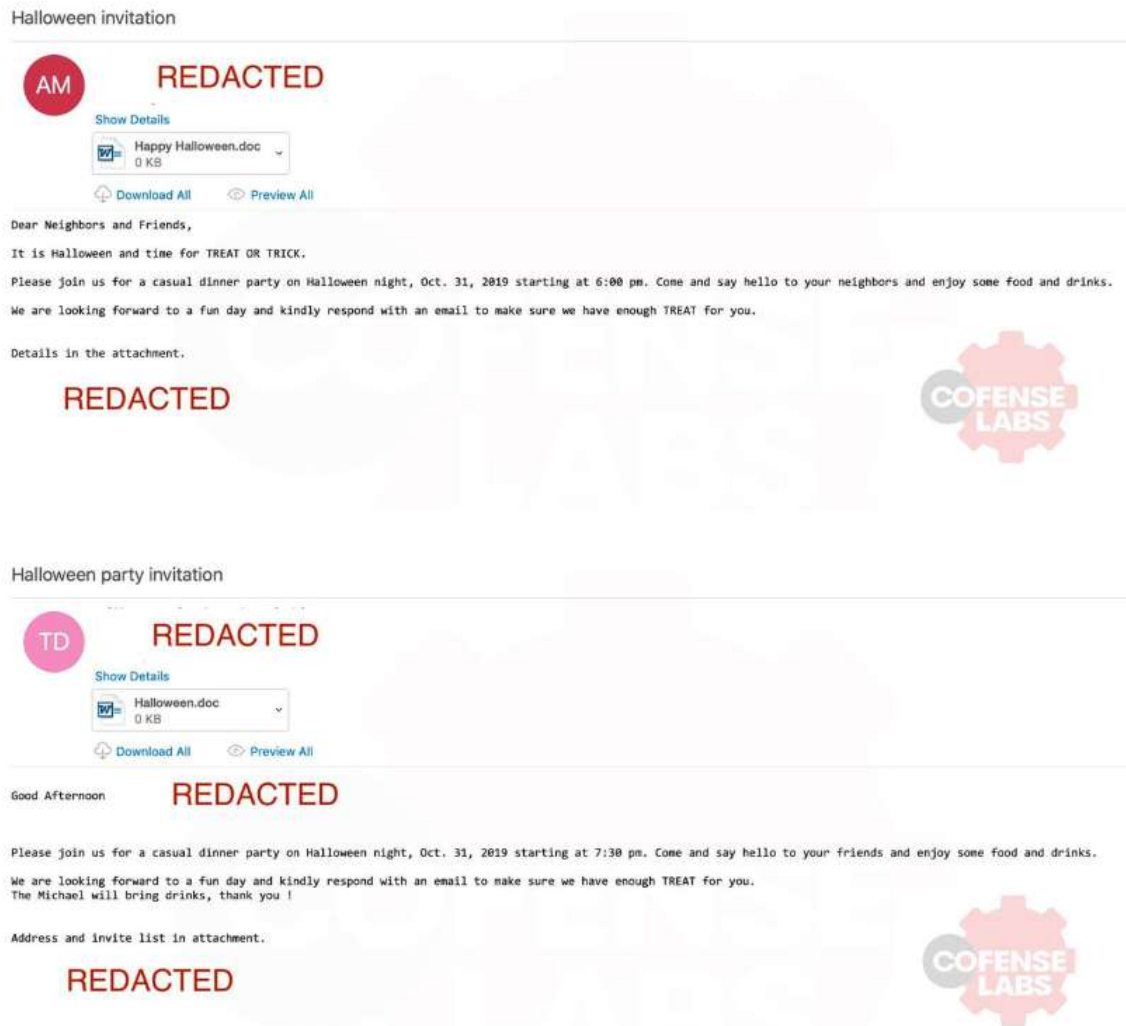 Halloween invitation
AM
REDACTED
Show Details
Happy Halloween.doc
0 KB
Download All Preview All
Dear Neighbors and Friends,
It is Halloween and time for TREAT OR TRICK.
Please join us for a casual dinner party on Halloween night, Oct. 31, 2019 starting at 6:00 pm. Come and say hello to your neighbors and enjoy some food and drinks.
We are looking forward to a fun day and kindly respond with an email to make sure we have enough TREAT for you.
Details in the attachment.
REDACTED
COFENSE
LABS
COFENSE
LABS
Halloween party invitation
TD
REDACTED
Show Details
Halloween.doc
0 KB
Download All Preview All
Good Afternoon REDACTED
Please join us for a casual dinner party on Halloween night, Oct. 31, 2019 starting at 7:30 pm. Come and say hello to your friends and enjoy some food and drinks.
We are looking forward to a fun day and kindly respond with an email to make sure we have enough TREAT for you.
The Michael will bring drinks, thank you !
Address and invite list in attachment.
REDACTED
COFENSE
LABS
COFENSE
LABS